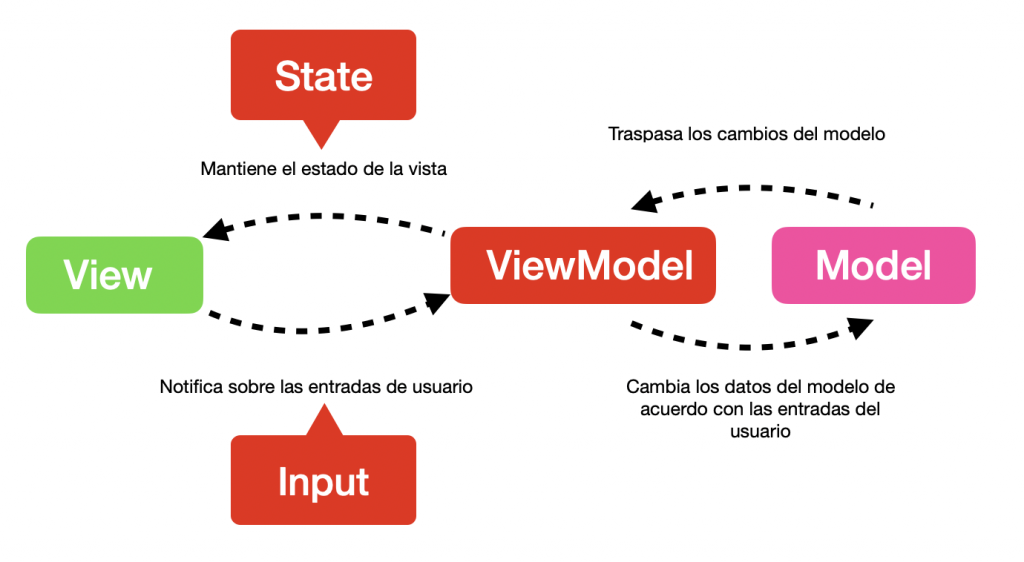 State
Traspasa los cambios del modelo
Mantiene el estado de la vista
View
ViewModel
Model
Notifica sobre las entradas de usuario
Cambia los datos del modelo de
acuerdo con las entradas del
usuario
Input